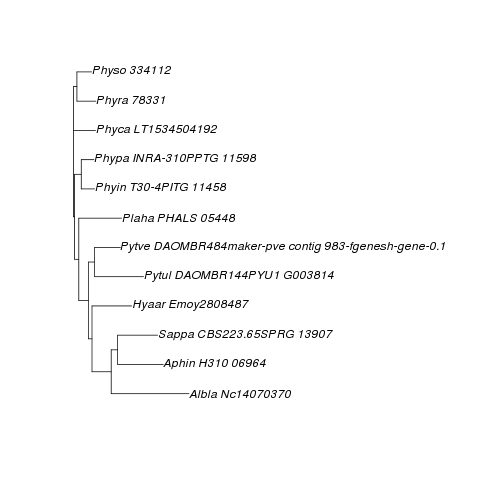 Physo 334112
Phyra 78331
Phyca LT1534504192
Phypa INRA-310PPTG 11598
Phyin T30-4PITG 11458
Plaha PHALS 05448
Pytve DAOMBR484maker-pve contig 983-fgenesh-gene-0.1
Pytul DAOMBR144PYU1 G003814
Hyaar Emoy2808487
Sappa CBS223.65SPRG 13907
Aphin H310 06964
Albla Nc14070370